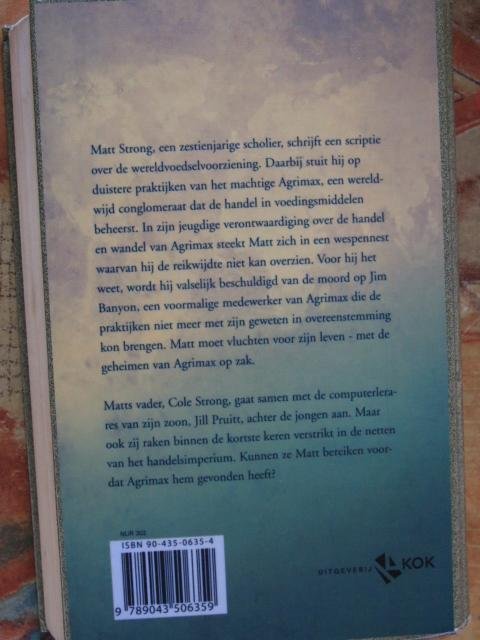 Matt Strong, een zestienjarige scholier, schrijft een scriptie
over de wereldvoedselvoorziening. Daarbij stuit hij op
duistere praktijken van het machtige Agrimax, een wereld-
wijd conglomeraat dat de handel in voedingsmiddelen
beheerst. In zijn jeugdige verontwaardiging over de handel
en wandel van Agrimax steekt Matt zich in een wespennest
waarvan hij de reikwijdte niet kan overzien. Voor hij het
weet, wordt hij valselijk beschuldigd van de moord op Jim
Banyon, een voormalige medewerker van Agrimax die de
praktijken niet meer met zijn geweten in overeenstemming
kon brengen. Matt moet vluchten voor zijn leven - met de
geheimen van Agrimax op zak.
Matts vader, Cole Strong, gaat samen met de computerlera-
res van zijn zoon, Jill Pruitt, achter de jongen aan. Maar
ook zij raken binnen de kortste keren verstrikt in de netten
van het handelsimperium. Kunnen ze Matt bereiken voor-
dat Agrimax hem gevonden heeft?
NUR 302
ISBN 90-435-0635-4
9 789043 506359
UITGEVERIJ KOK